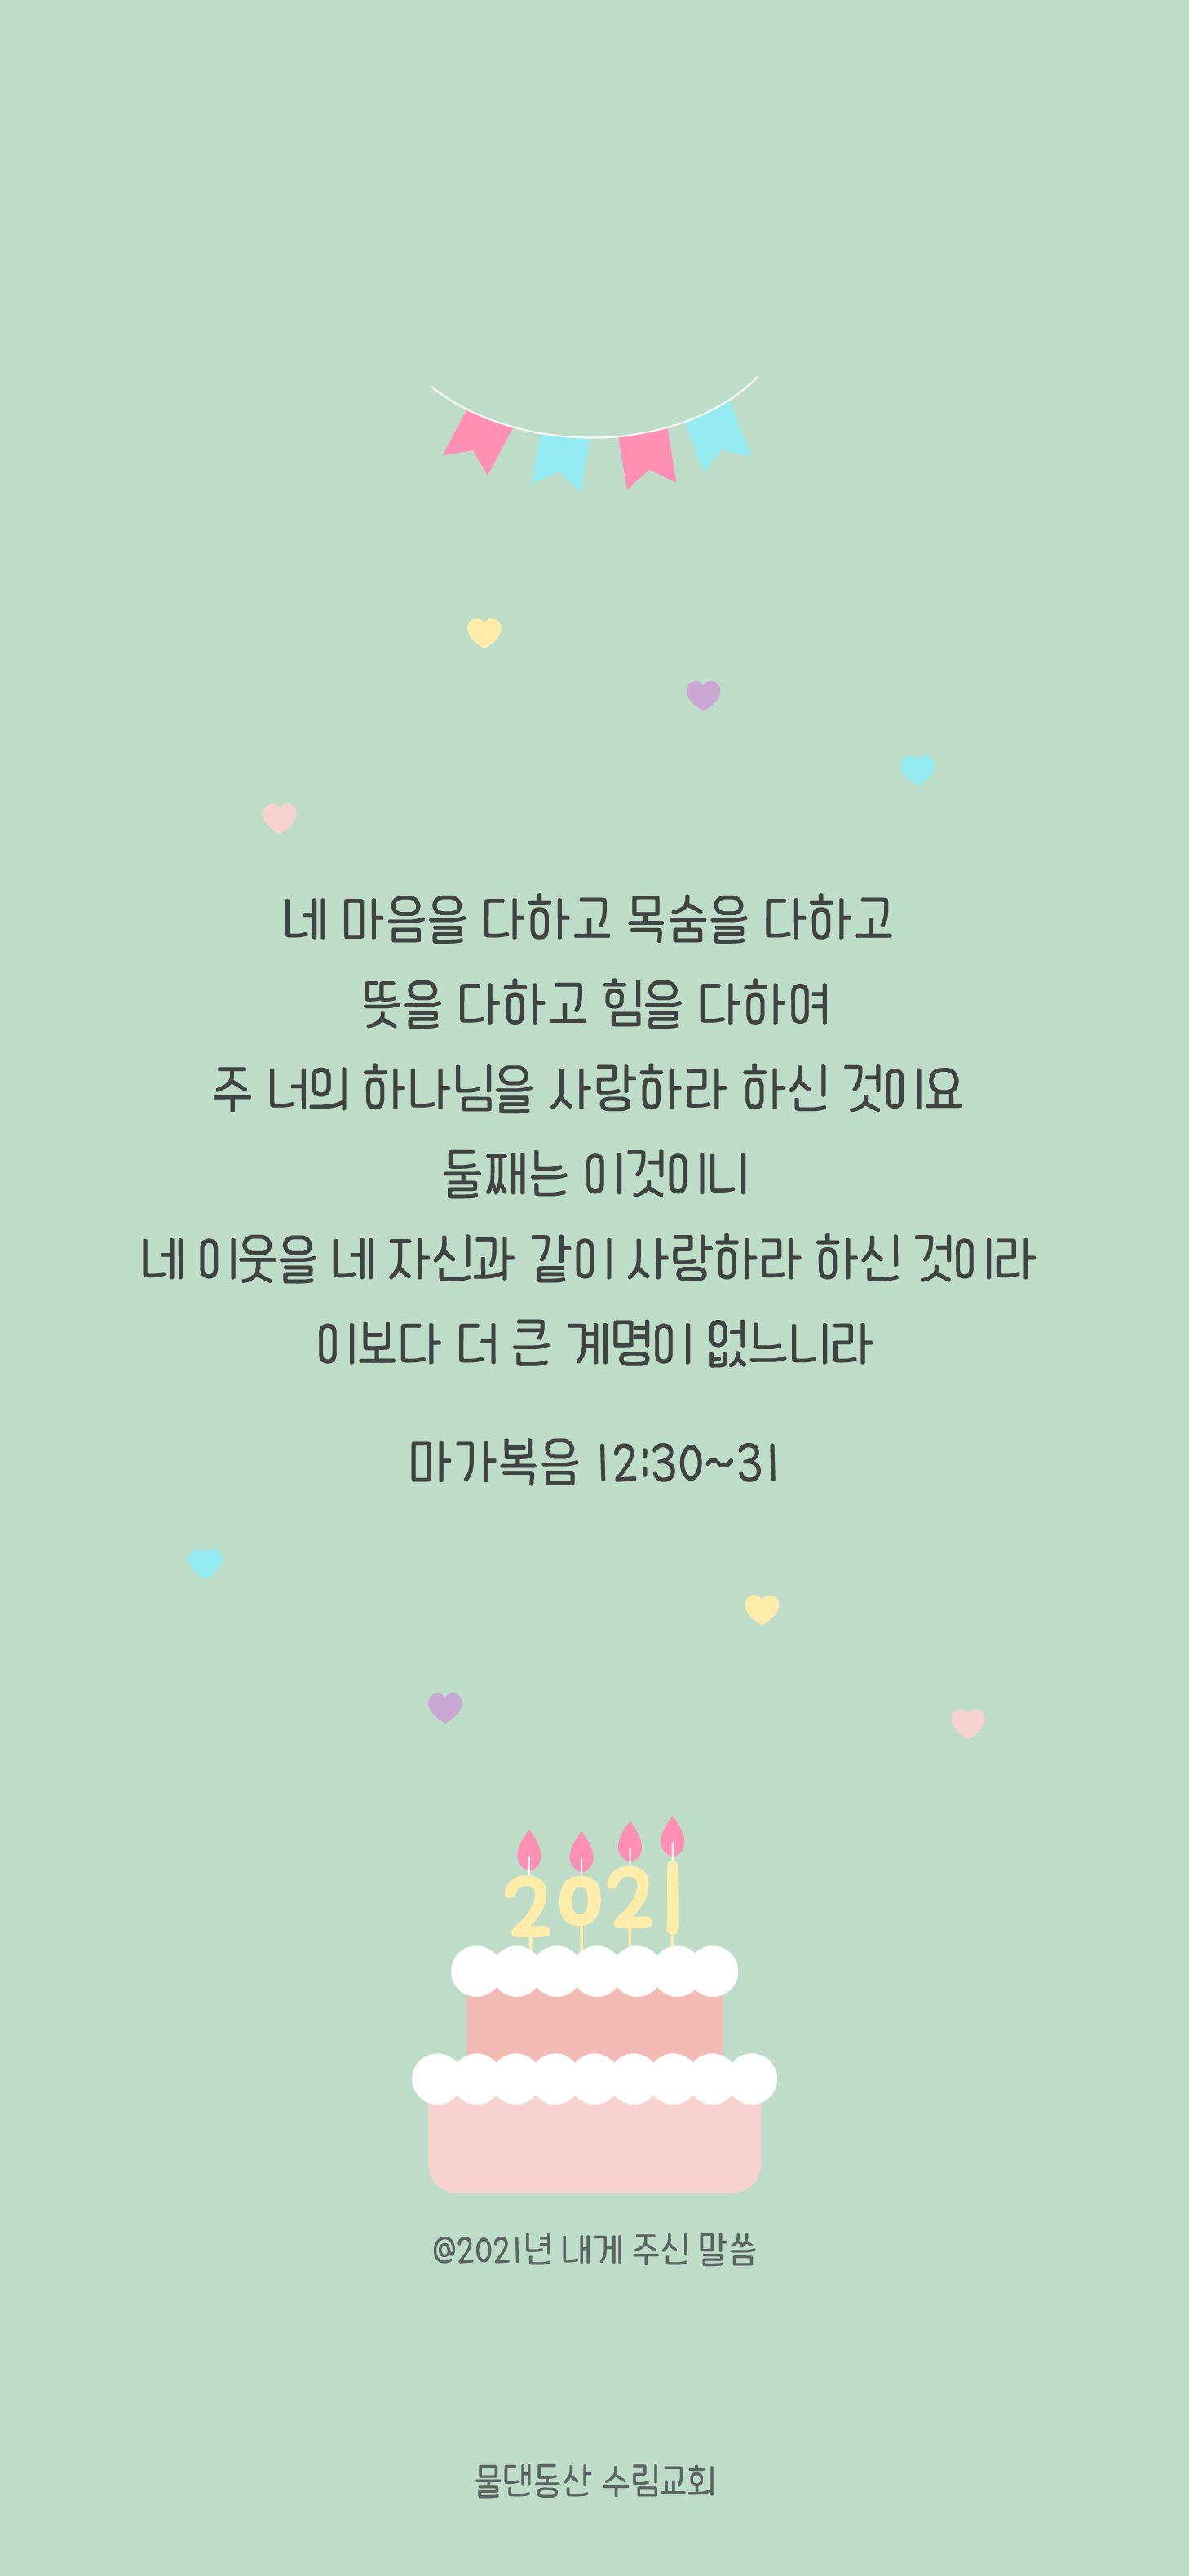 네 마음을 다하고 목숨을 다하고
뜻을 다하고 힘을 다하여
주 너의 하나님을 사랑하라 하신 것이요
둘째는 이것이니
네 이웃을 네 자신과 같이 사랑하라 하신 것이라
이보다 더 큰 계명이 없느니라
마가복음 12:30~31
2021
@2021년 내게 주신 말씀
물댄동산 수림교회